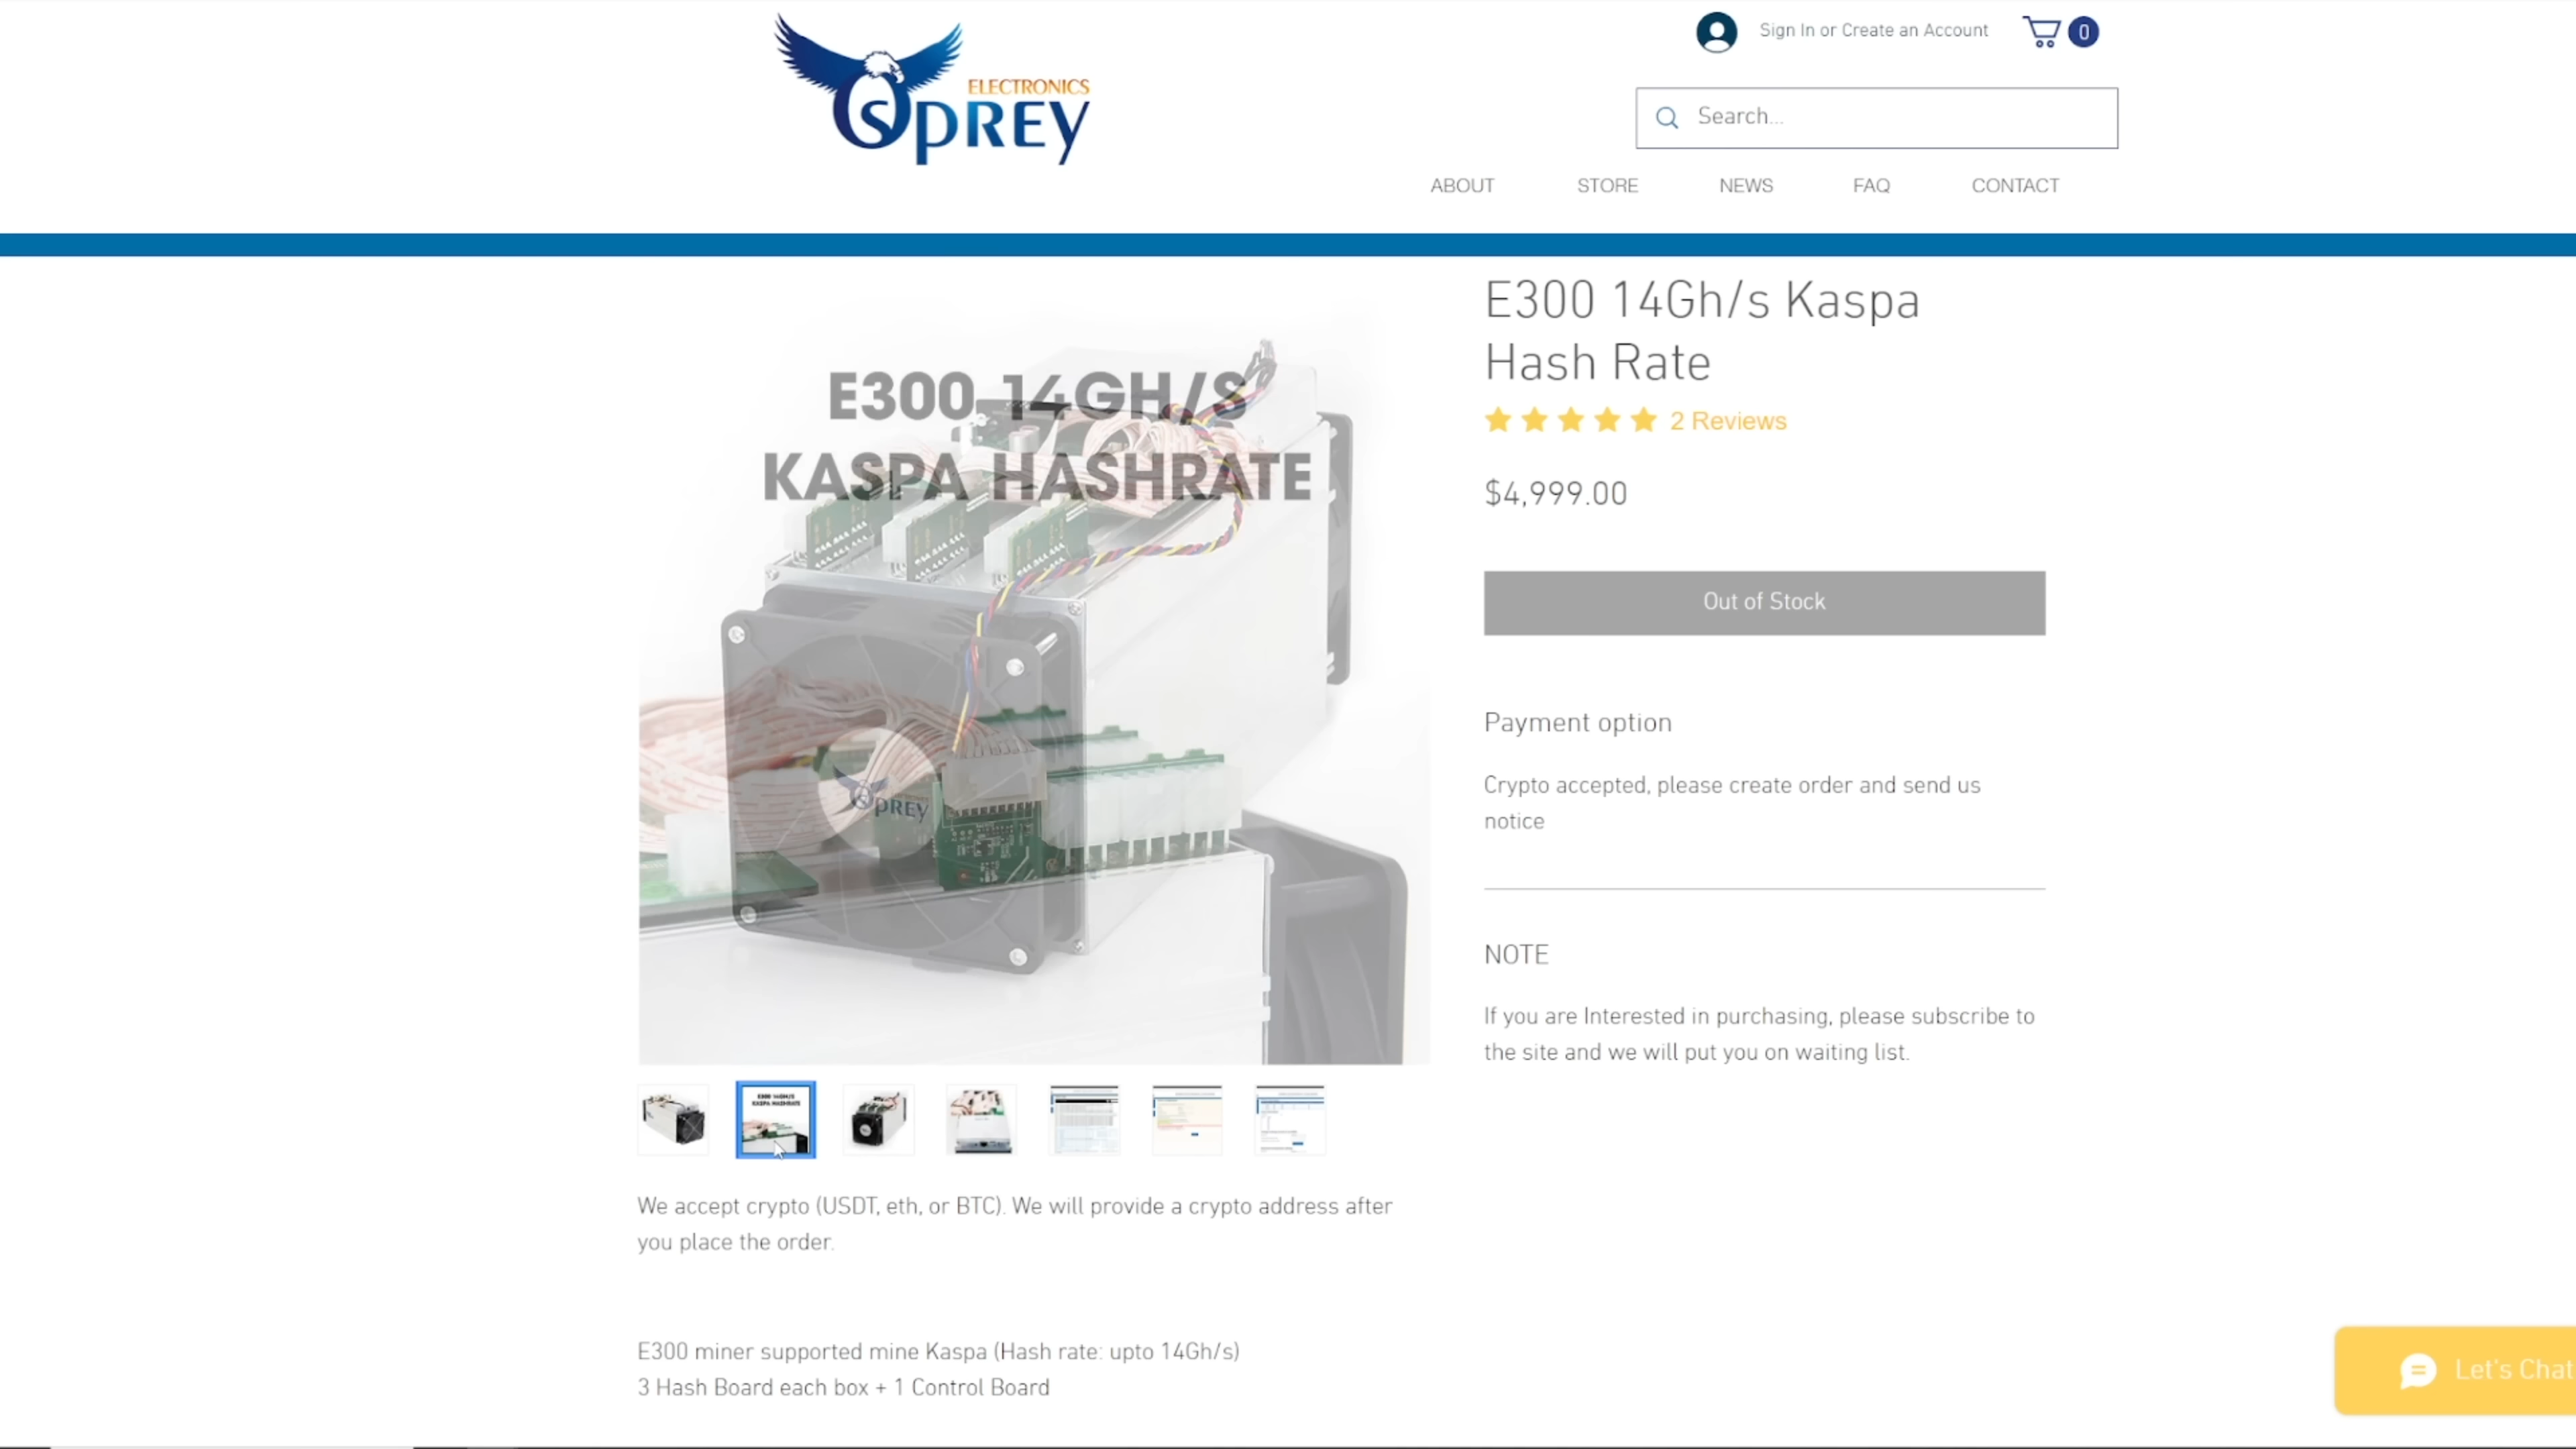 OSPREY
ELECTRONICS
Sign In or Create an Account
0
Search...
ABOUT
STORE
NEWS
FAQ
CONTACT
E300 14GH/S
KASPA HASHRATE
OSPREY
E300 14Gh/s Kaspa
Hash Rate
2 Reviews
$4,999.00
Out of Stock
Payment option
Crypto accepted, please create order and send us
notice
NOTE
If you are Interested in purchasing, please subscribe to
the site and we will put you on waiting list.
E300 14GH/S
KASPA HASHRATE
We accept crypto (USDT, eth, or BTC). We will provide a crypto address after
you place the order.
E300 miner supported mine Kaspa (Hash rate: upto 14Gh/s)
3 Hash Board each box + 1 Control Board
Let's Chat